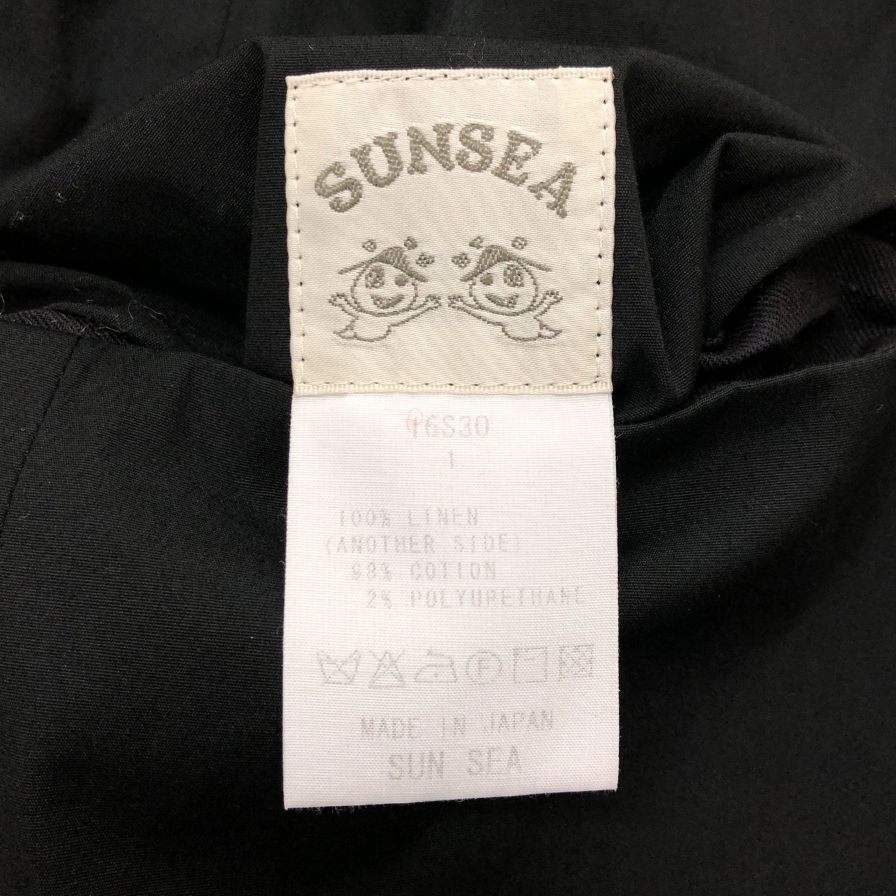 SUNSEA
16S30
1
100% LINEN
(ANOTHER SIDE)
98% COTTON
2% POLYURETHANE
MADE IN JAPAN
SUN SEA